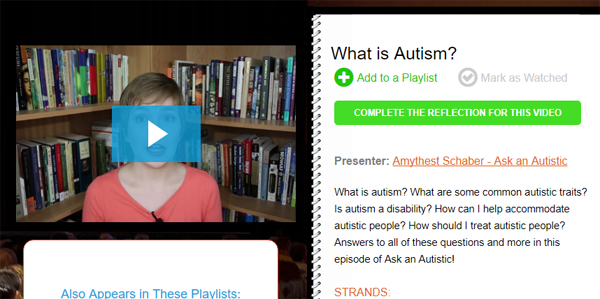 What is Autism?
Add to a Playlist Mark as Watched
COMPLETE THE REFLECTION FOR THIS VIDEO
Presenter: Amythest Schaber - Ask an Autistic
What is autism? What are some common autistic traits?
Is autism a disability? How can I help accommodate
autistic people? How should I treat autistic people?
Answers to all of these questions and more in this
episode of Ask an Autistic!
STRANDS:
Also Appears in These Playlists: